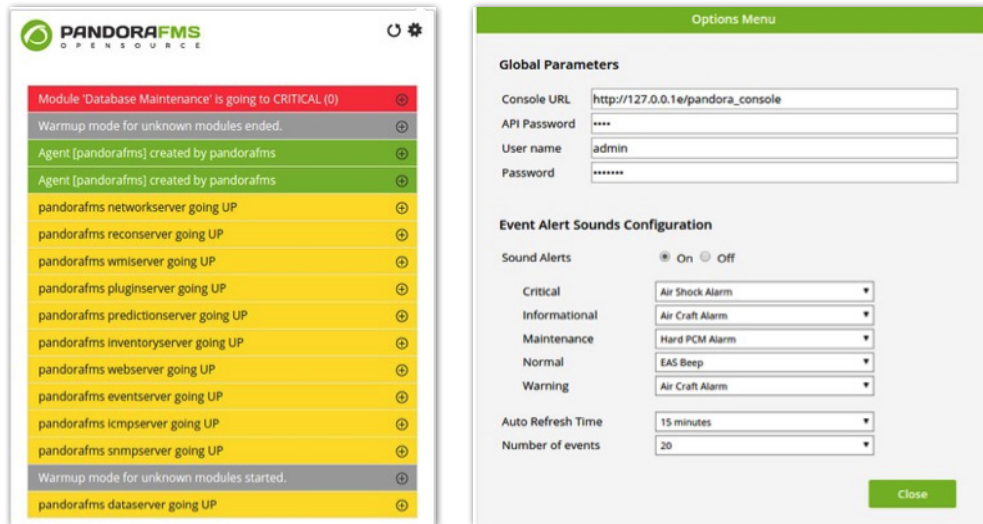 PANDORAFMS
OPENSOURCE
Module 'Database Maintenance' is going to CRITICAL (0)
Warmup mode for unknown modules ended.
Agent [pandorafms] created by pandorafms
Agent [pandorafms] created by pandorafms
pandorafms networkserver going UP
pandorafms reconserver going UP
pandorafms wmiserver going UP
pandorafms pluginserver going UP
pandorafms predictionserver going UP
pandorafms inventoryserver going UP
pandorafms webserver going UP
pandorafms eventserver going UP
pandorafms icmpserver going UP
pandorafms snmpserver going UP
Warmup mode for unknown modules started.
pandorafms dataserver going UP
Options Menu
Global Parameters
Console URL http://127.0.0.1e/pandora_console
API Password ••••
User name admin
Password •••••••
Event Alert Sounds Configuration
Sound Alerts On Off
Critical Air Shock Alarm
Informational Air Craft Alarm
Maintenance Hard PCM Alarm
Normal EAS Beep
Warning Air Craft Alarm
Auto Refresh Time 15 minutes
Number of events 20
Close